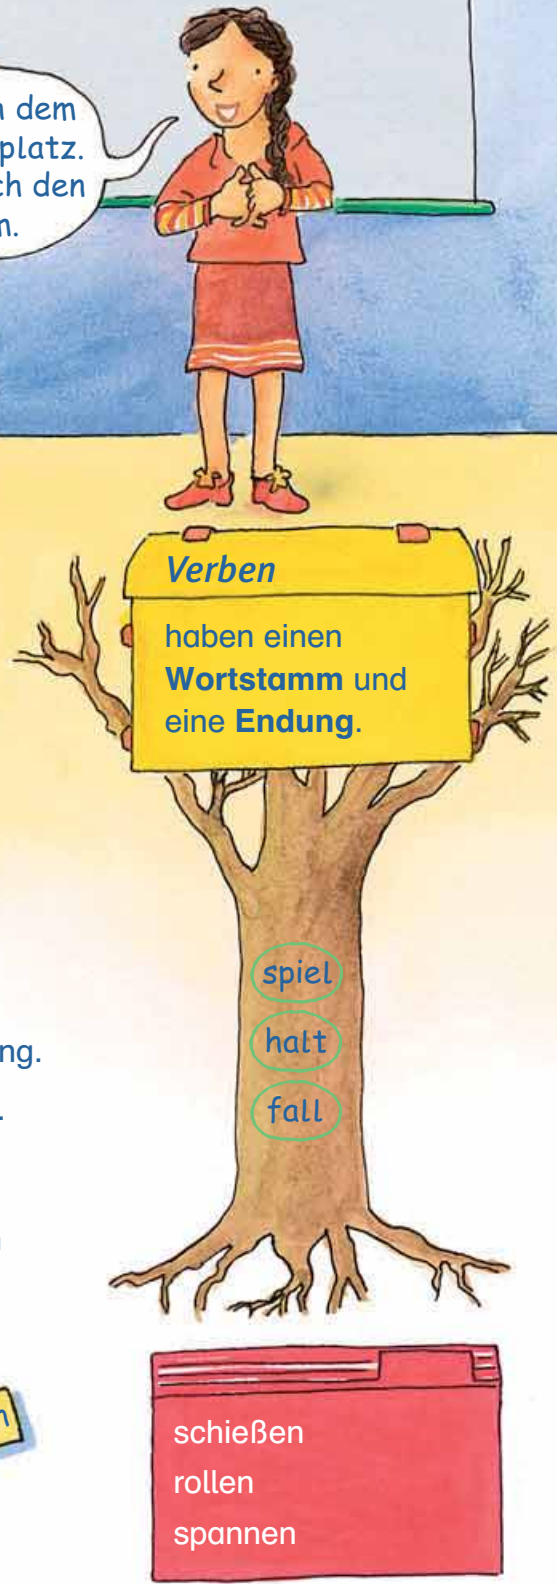 dem
platz.
ch den
n.
Verben
haben einen
Wortstamm und
eine Endung.
spiel
halt
fall
ng.
.
n
schießen
rollen
spannen